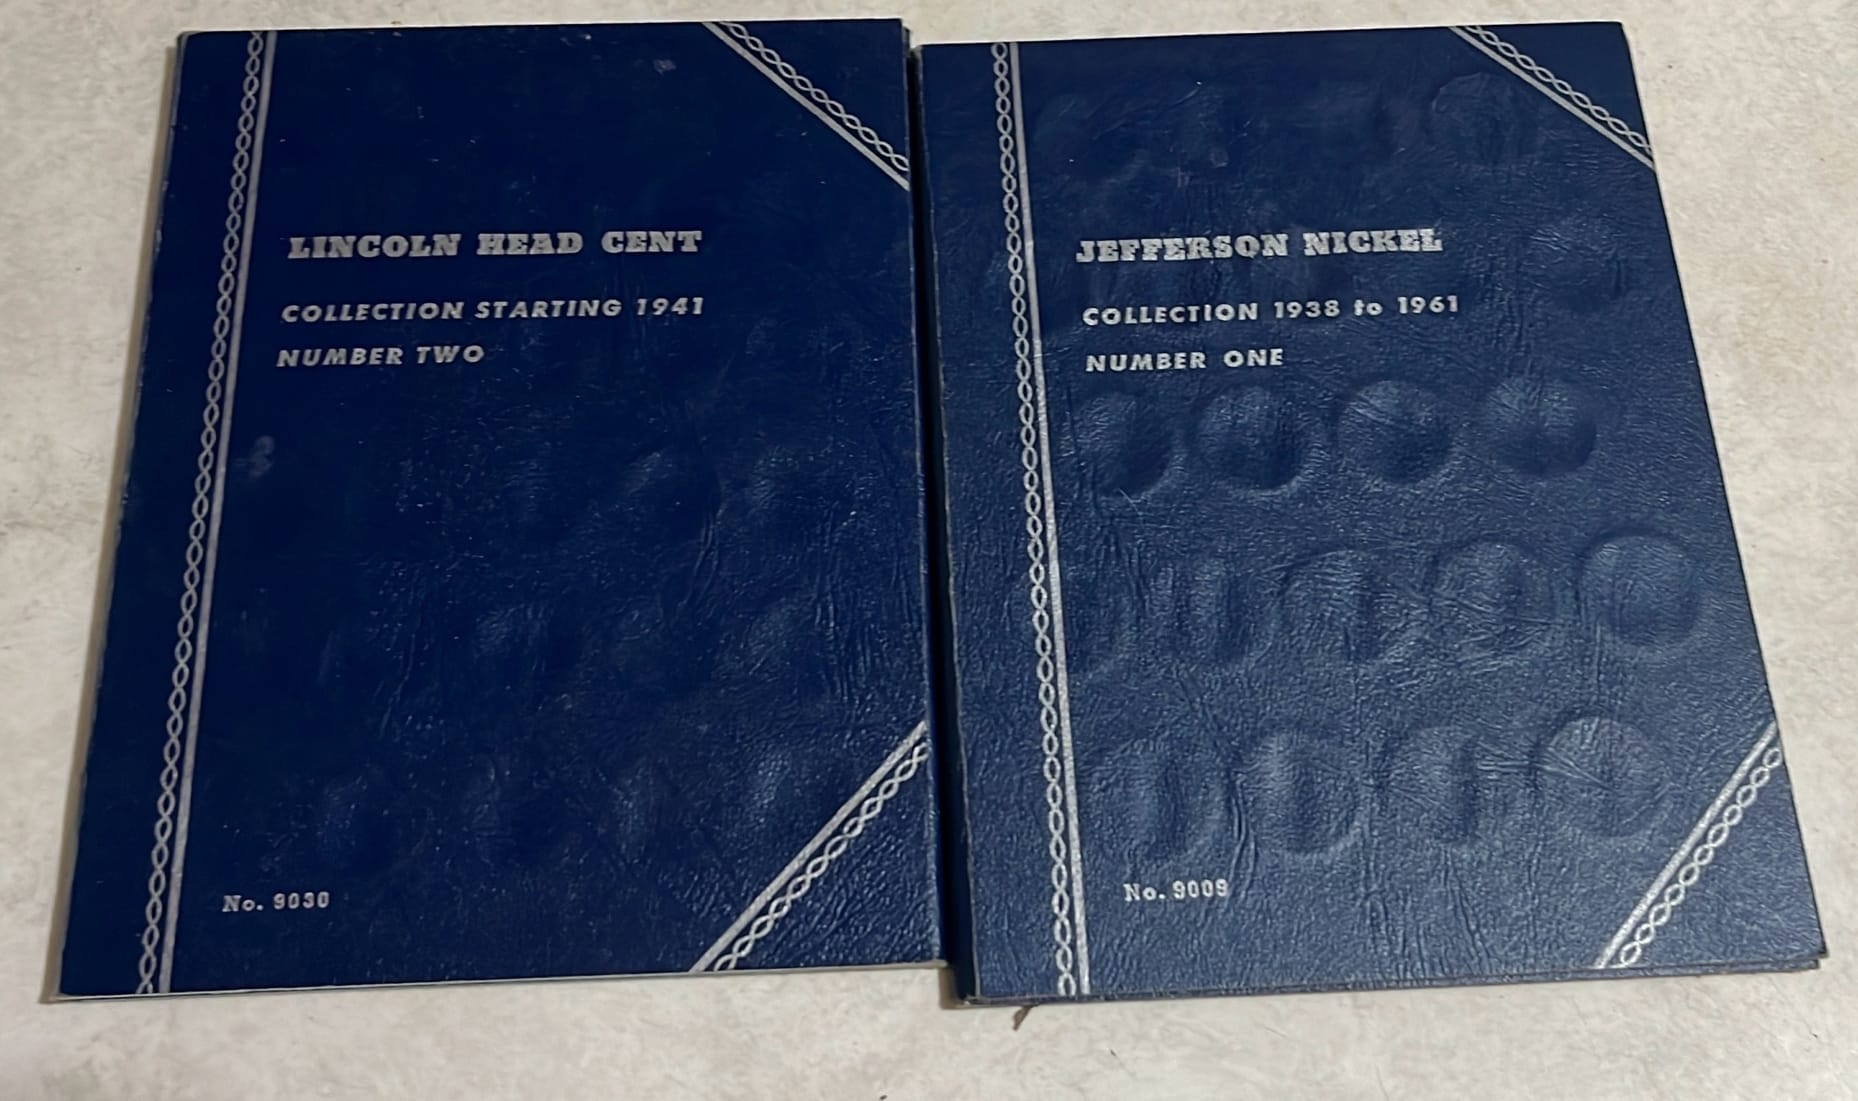 LINCOLN HEAD CENT
COLLECTION STARTING 1941
NUMBER TWO
No. 9030
JEFFERSON NICKEL
COLLECTION 1938 to 1961
NUMBER ONE
No. 9009